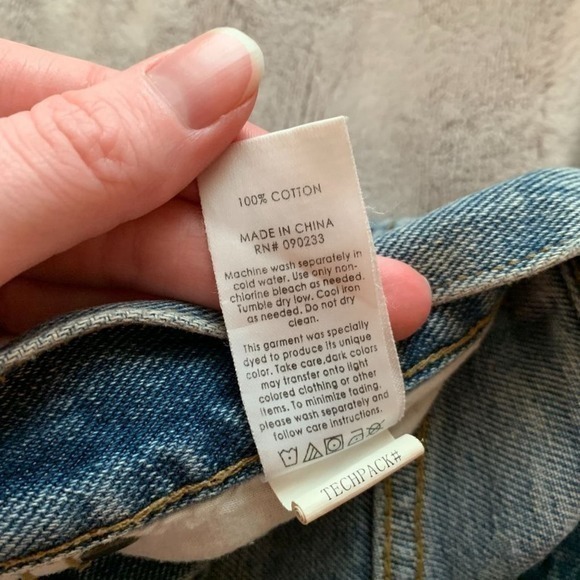 100% COTTON
MADE IN CHINA
RN# 090233
Machine wash separately in
cold water. Use only non-
chlorine bleach as needed.
Tumble dry low. Cool iron
as needed. Do not dry
clean.
This garment was specially
dyed to produce its unique
color. Take care,dark colors
may transfer onto light
colored clothing or other
items. To minimize fading,
please wash separately and
follow care instructions.
TECHPACK#